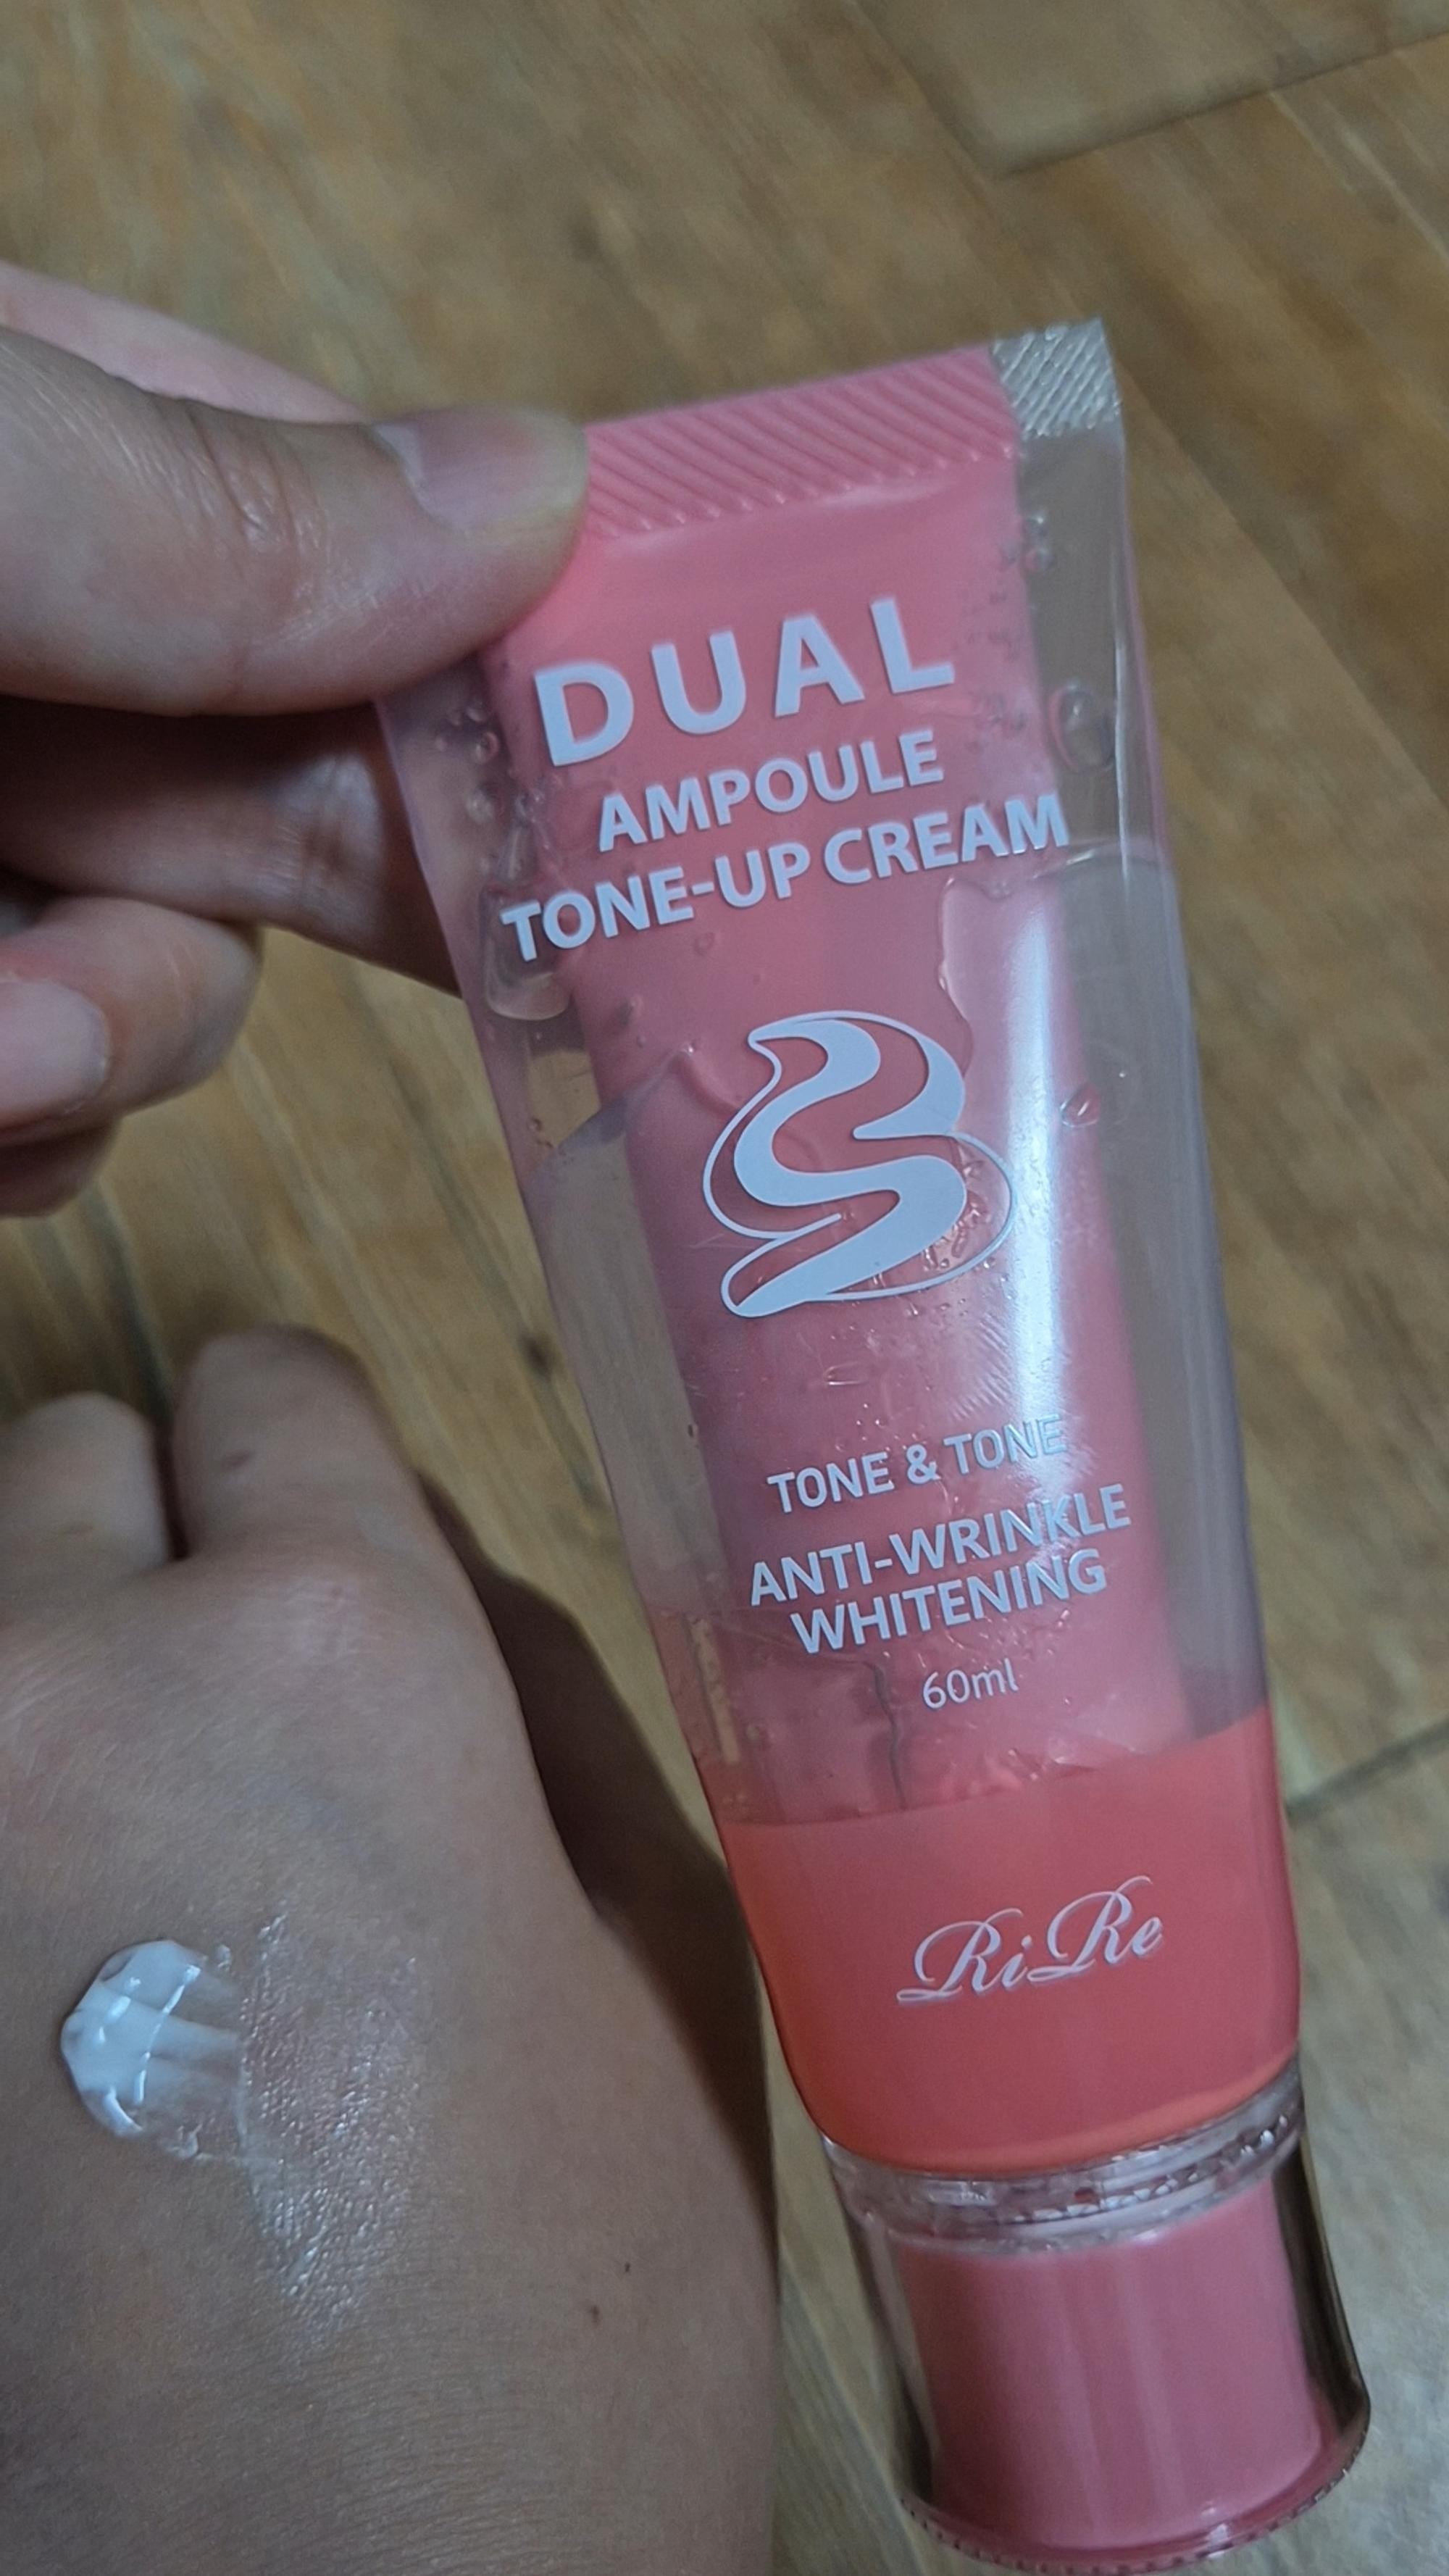 DUAL
AMPOULE
TONE-UP CREAM
TONE & TONE
ANTI-WRINKLE
WHITENING
60ml
RiRe